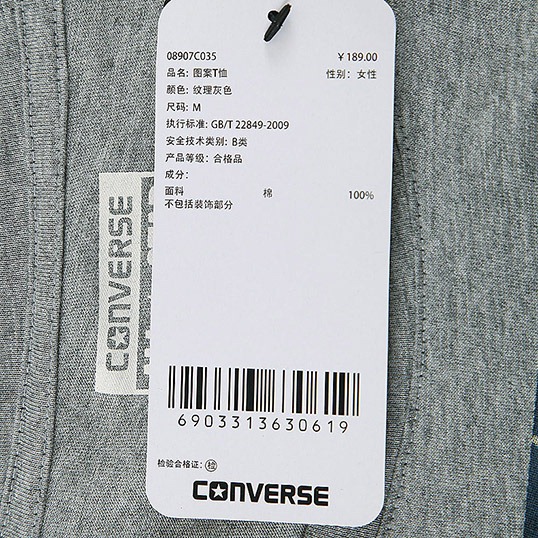 08907C035 ￥189.00
品名: 图案T恤 性别: 女性
颜色: 纹理灰色
尺码: M
执行标准: GB/T 22849-2009
安全技术类别: B类
产品等级: 合格品
成分:
面料 棉 100%
不包括装饰部分
CONVERSE
6903313630619
检验合格证: 检
CONVERSE